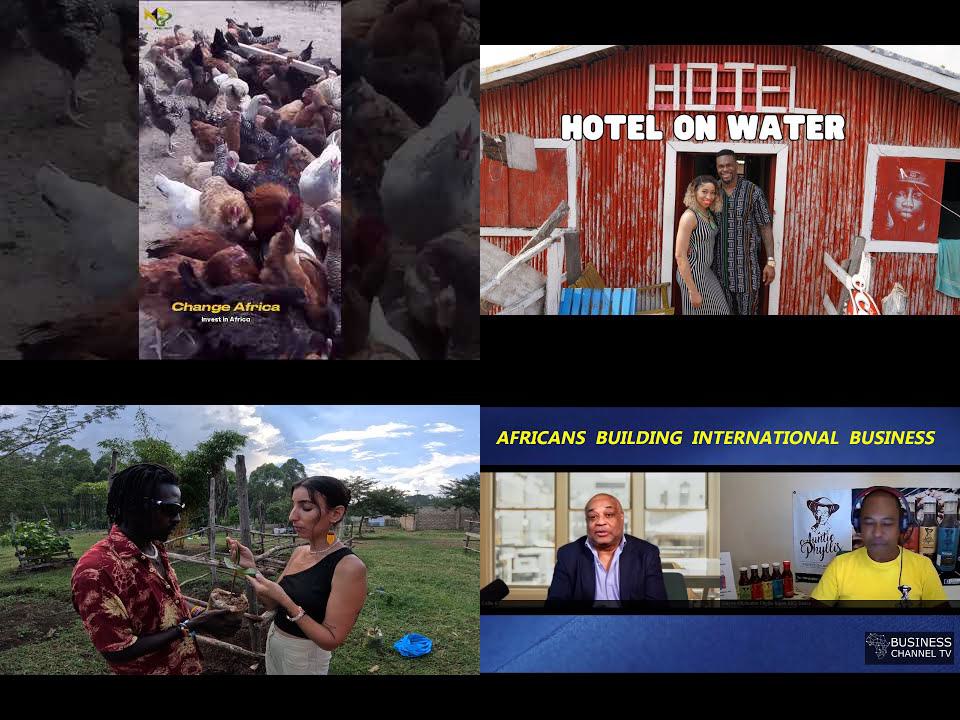 Change Africa
Invest in Africa
HOTEL
HOTEL ON WATER
AFRICANS BUILDING INTERNATIONAL BUSINESS
Auntie
Phyllis
BUSINESS
CHANNEL TV